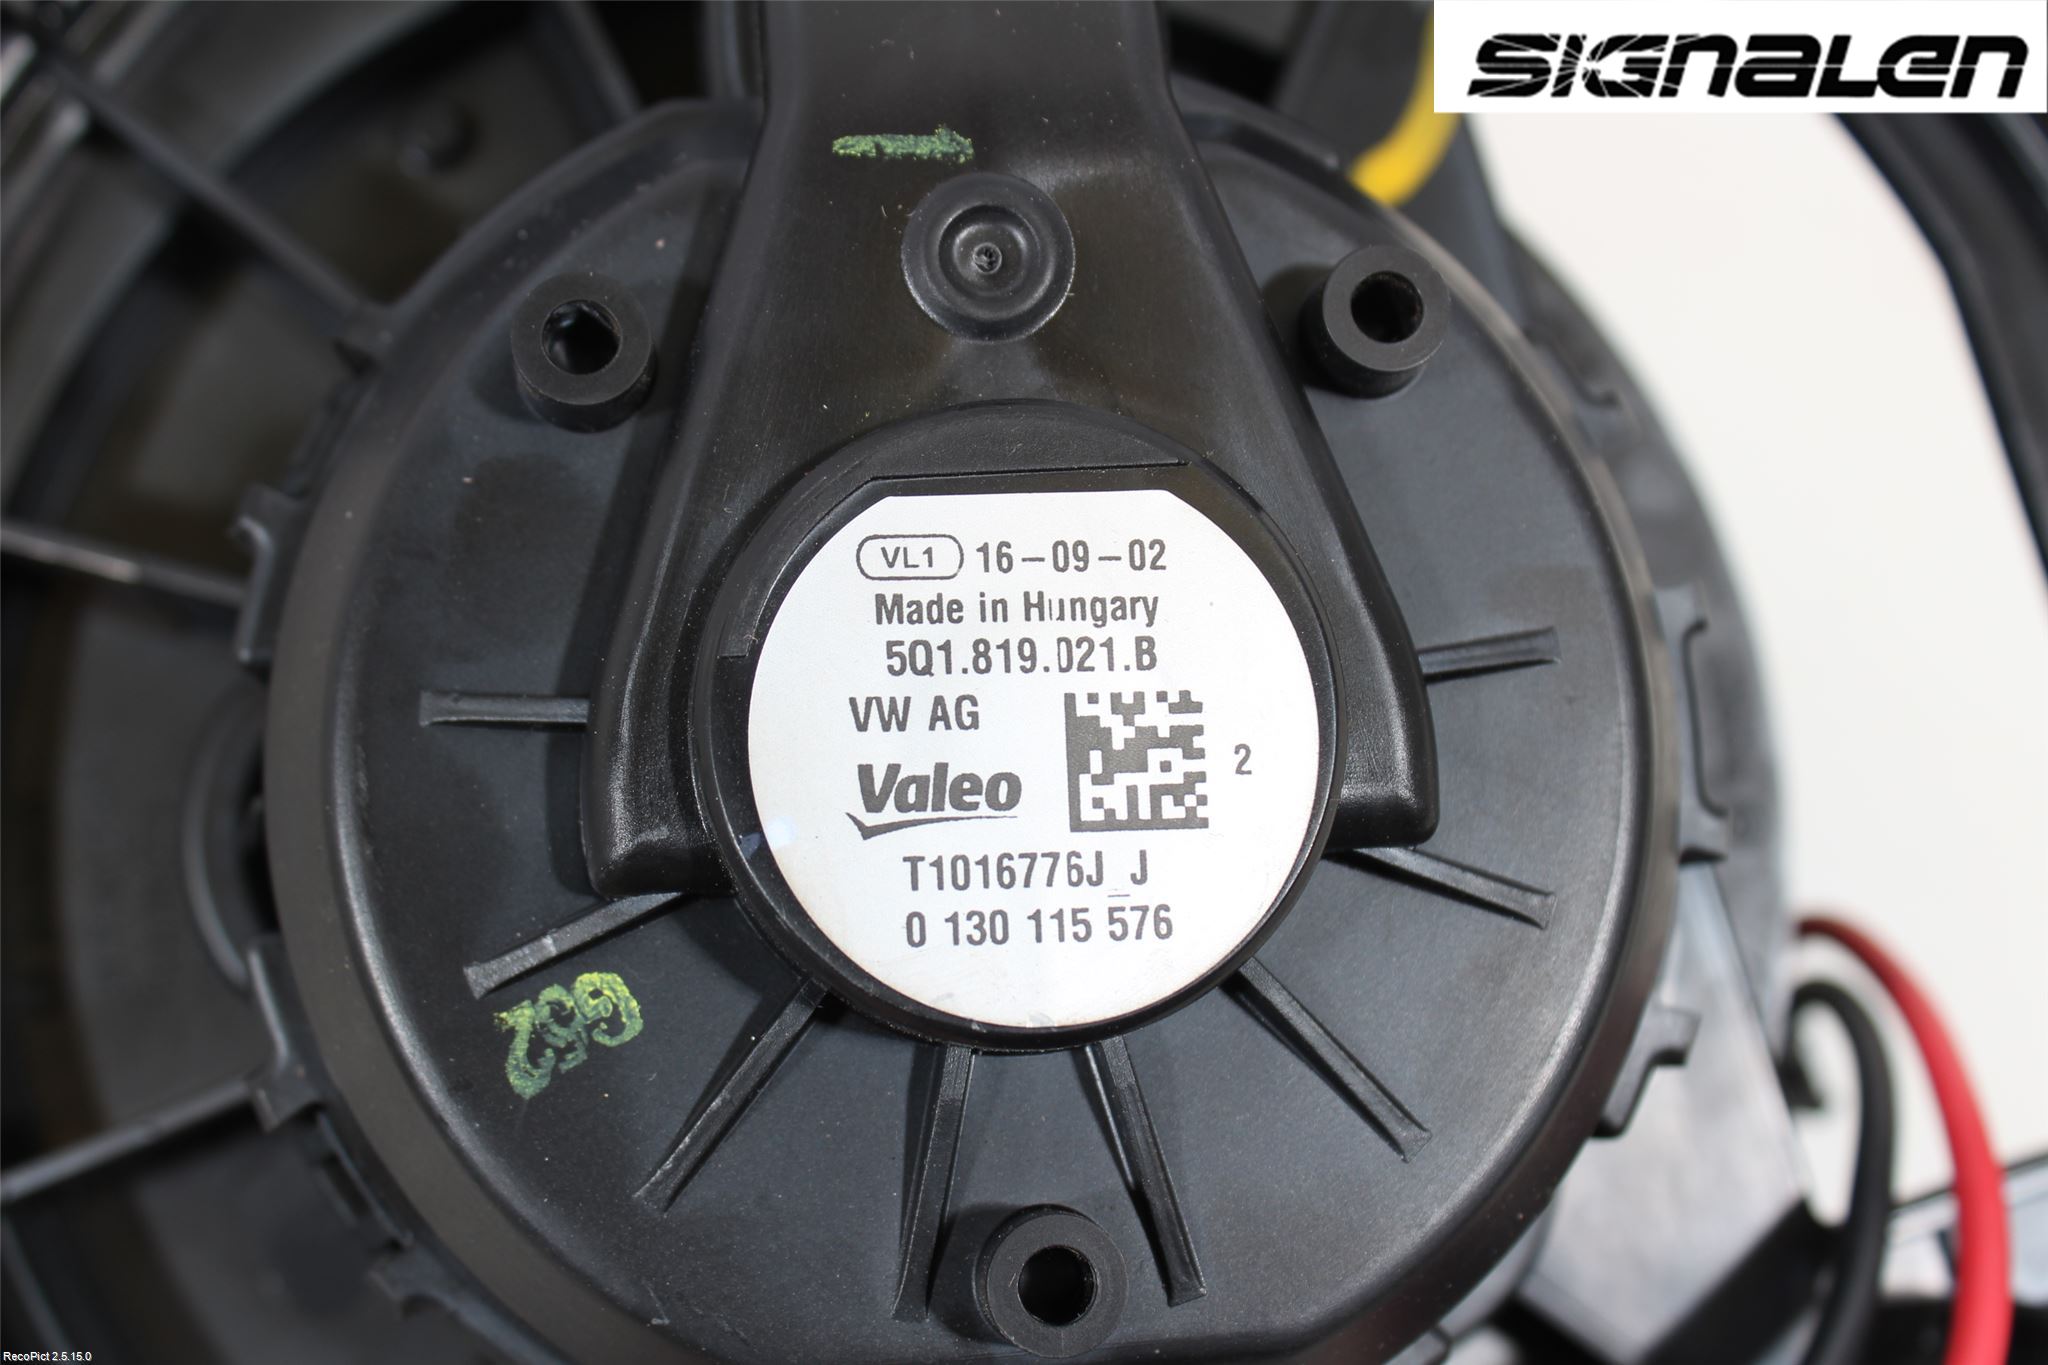 SIGNALEN
VL1 16-09-02
Made in Hungary
5Q1.819.021.B
VW AG
Valeo
2
T1016776J_J
0 130 115 576
RecoPict 2.5.15.0